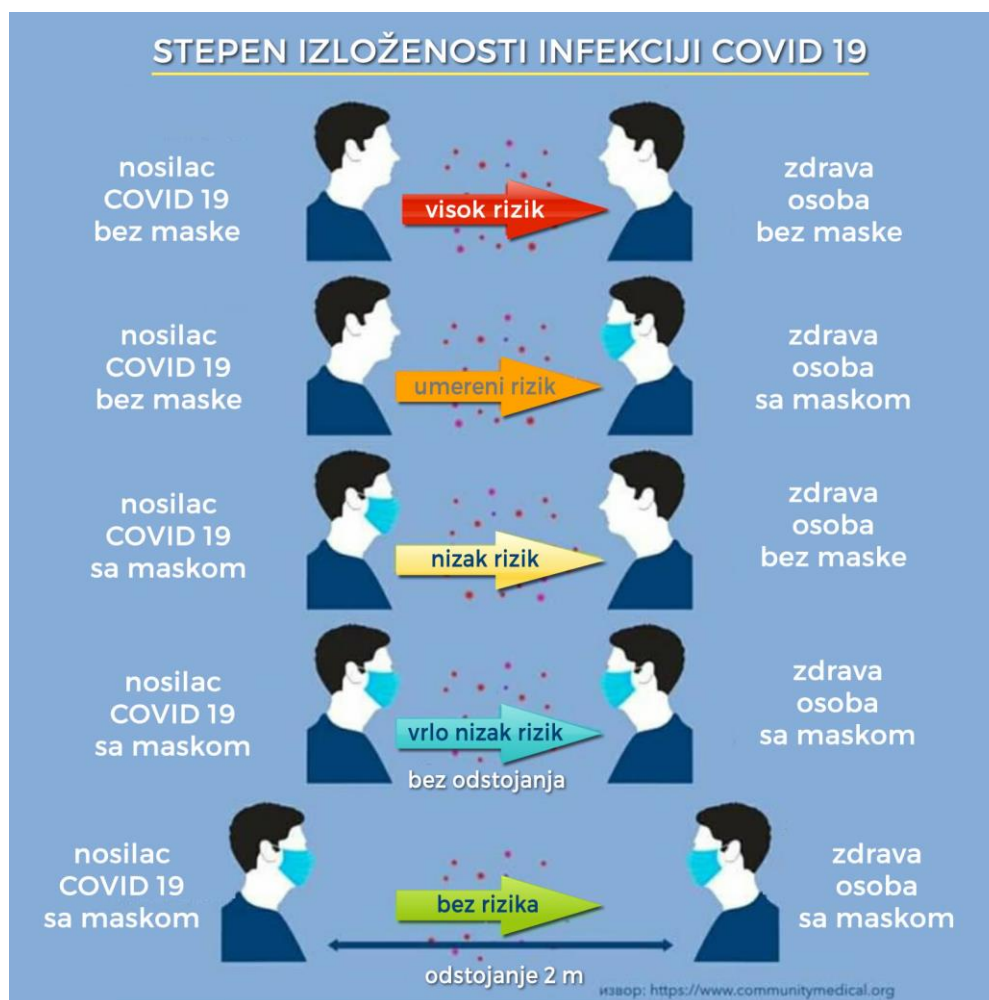 STEPEN IZLOŽENOSTI INFEKCIJI COVID 19
nosilac
COVID 19
bez maske
visok rizik
zdrava
osoba
bez maske
nosilac
COVID 19
bez maske
umereni rizik
zdrava
osoba
sa maskom
nosilac
COVID 19
sa maskom
nizak rizik
zdrava
osoba
bez maske
nosilac
COVID 19
sa maskom
vrlo nizak rizik
bez odstojanja
zdrava
osoba
sa maskom
nosilac
COVID 19
sa maskom
bez rizika
odstojanje 2 m
zdrava
osoba
sa maskom
извор: https://www.communitymedical.org